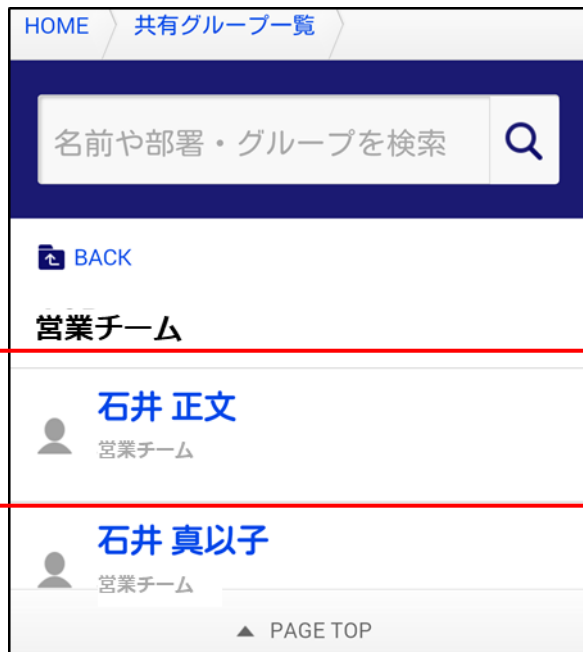 HOME 共有グループ一覧
名前や部署・グループを検索
BACK
営業チーム
石井 正文
営業チーム
石井 真以子
営業チーム
▲ PAGE TOP